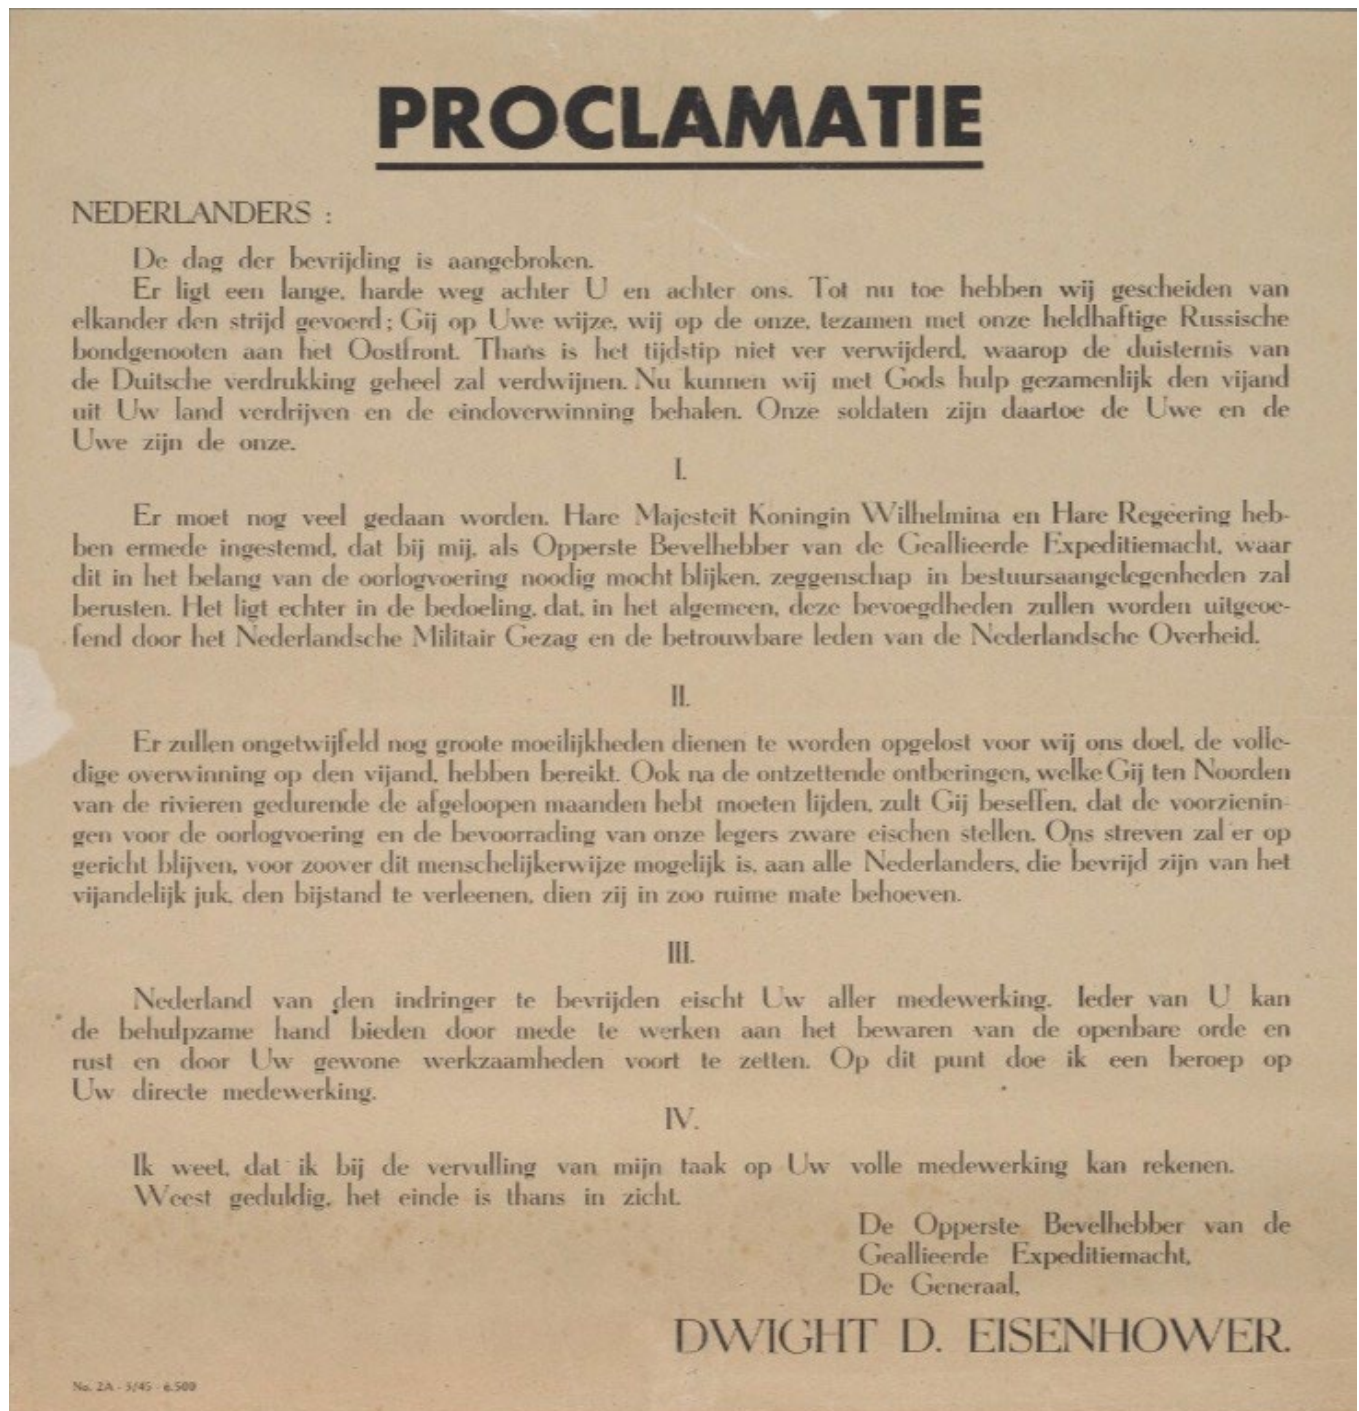 PROCLAMATIE
NEDERLANDERS :
De dag der bevrijding is aangebroken.
Er ligt een lange, harde weg achter U en achter ons. Tot nu toe hebben wij gescheiden van
elkander den strijd gevoerd; Gij op Uwe wijze, wij op de onze, tezamen met onze heldhaftige Russische
bondgenooten aan het Oostfront. Thans is het tijdstip niet ver verwijderd, waarop de duisternis van
de Duitsche verdrukking geheel zal verdwijnen. Nu kunnen wij met Gods hulp gezamenlijk den vijand
uit Uw land verdrijven en de eindoverwinning behalen. Onze soldaten zijn daartoe de Uwe en de
Uwe zijn de onze.
I.
Er moet nog veel gedaan worden. Hare Majesteit Koningin Wilhelmina en Hare Regeering heb-
ben ermede ingestemd, dat bij mij, als Opperste Bevelhebber van de Geallieerde Expeditiemacht, waar
dit in het belang van de oorlogvoering noodig mocht blijken, zeggenschap in bestuursaangelegenheden zal
berusten. Het ligt echter in de bedoeling, dat, in het algemeen, deze bevoegdheden zullen worden uitgeoe-
fend door het Nederlandsche Militair Gezag en de betrouwbare leden van de Nederlandsche Overheid.
II.
Er zullen ongetwijfeld nog groote moeilijkheden dienen te worden opgelost voor wij ons doel, de volle-
dige overwinning op den vijand, hebben bereikt. Ook na de ontzettende ontberingen, welke Gij ten Noorden
van de rivieren gedurende de afgeloopen maanden hebt moeten lijden, zult Gij beseffen, dat de voorzienin-
gen voor de oorlogvoering en de bevoorrading van onze legers zware eischen stellen. Ons streven zal er op
gericht blijven, voor zoover dit menschelijkerwijze mogelijk is, aan alle Nederlanders, die bevrijd zijn van het
vijandelijk juk, den bijstand te verleenen, dien zij in zoo ruime mate behoeven.
III.
Nederland van den indringer te bevrijden eischt Uw aller medewerking. Ieder van U kan
de behulpzame hand bieden door mede te werken aan het bewaren van de openbare orde en
rust en door Uw gewone werkzaamheden voort te zetten. Op dit punt doe ik een beroep op
Uw directe medewerking.
IV.
Ik weet, dat ik bij de vervulling van mijn taak op Uw volle medewerking kan rekenen.
Weest geduldig, het einde is thans in zicht.
De Opperste Bevelhebber van de
Geallieerde Expeditiemacht,
De Generaal,
DWIGHT D. EISENHOWER.
No. 2A - 3/45 - 6.500